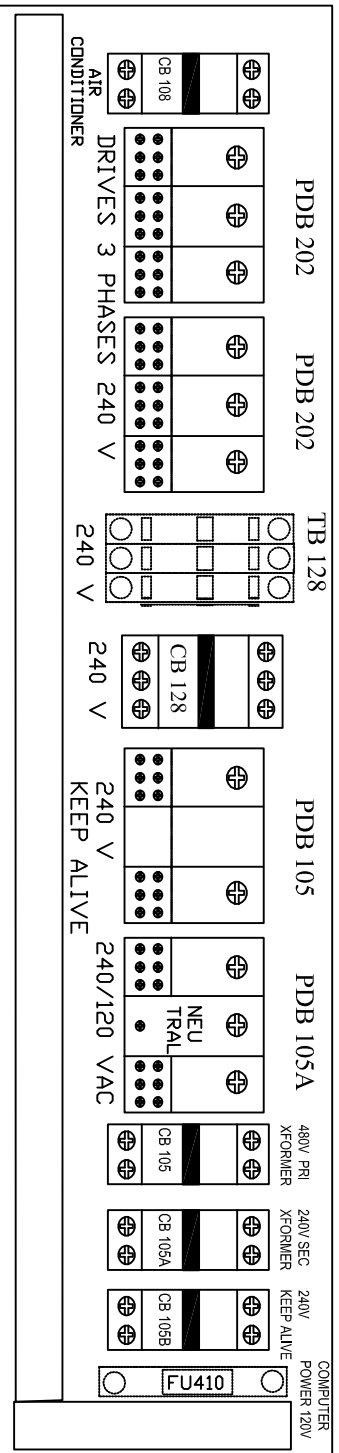 CB 108
AIR
CONDITIONER
PDB 202
PDB 202
DRIVES 3 PHASES 240 V
TB 128
240 V
CB 128
240 V
PDB 105
240 V
KEEP ALIVE
PDB 105A
NEU
TRAL
240/120 VAC
480V PRI
XFORMER
CB 105
240V SEC
XFORMER
CB 105A
240V
KEEP ALIVE
CB 105B
COMPUTER
POWER 120V
FU410